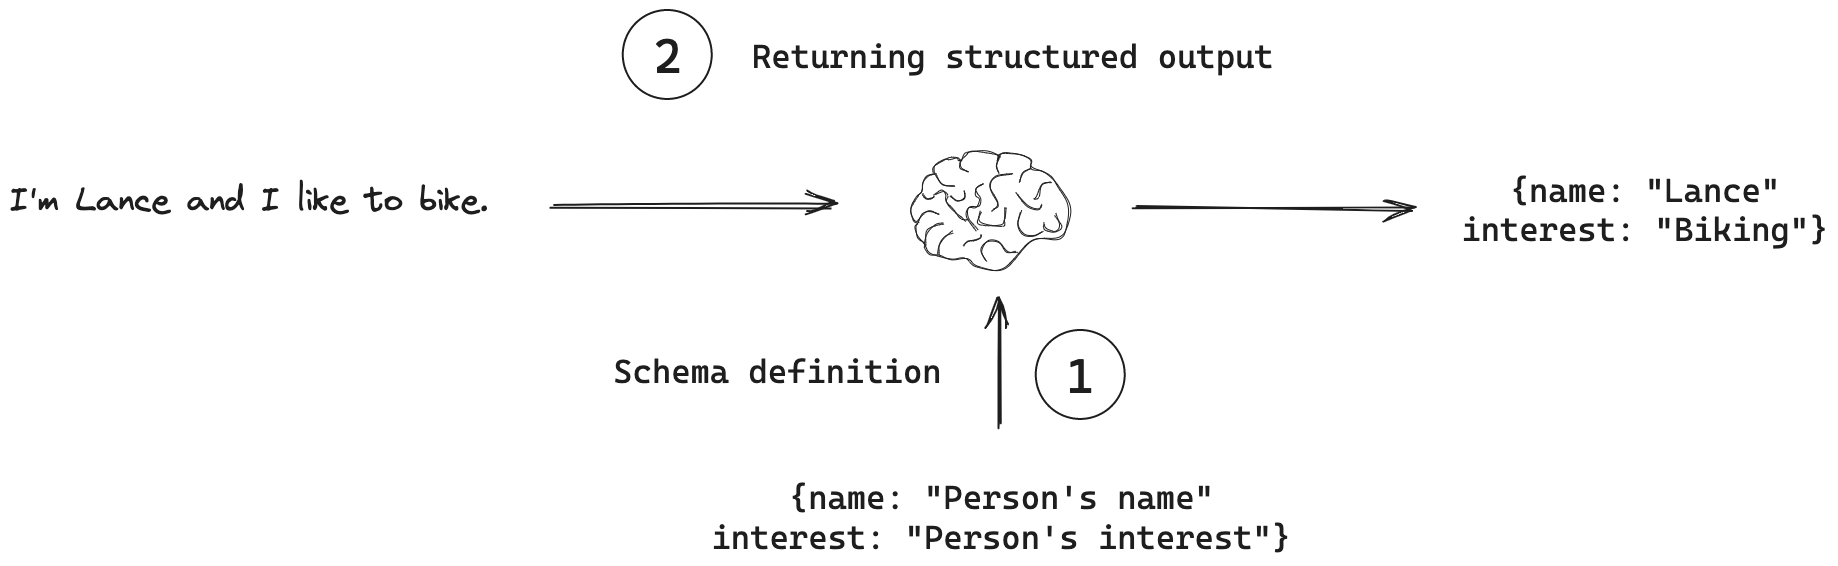 2
Returning structured output
I'm Lance and I like to bike.
{name: "Lance"
interest: "Biking"}
Schema definition
1
{name: "Person's name"
interest: "Person's interest"}